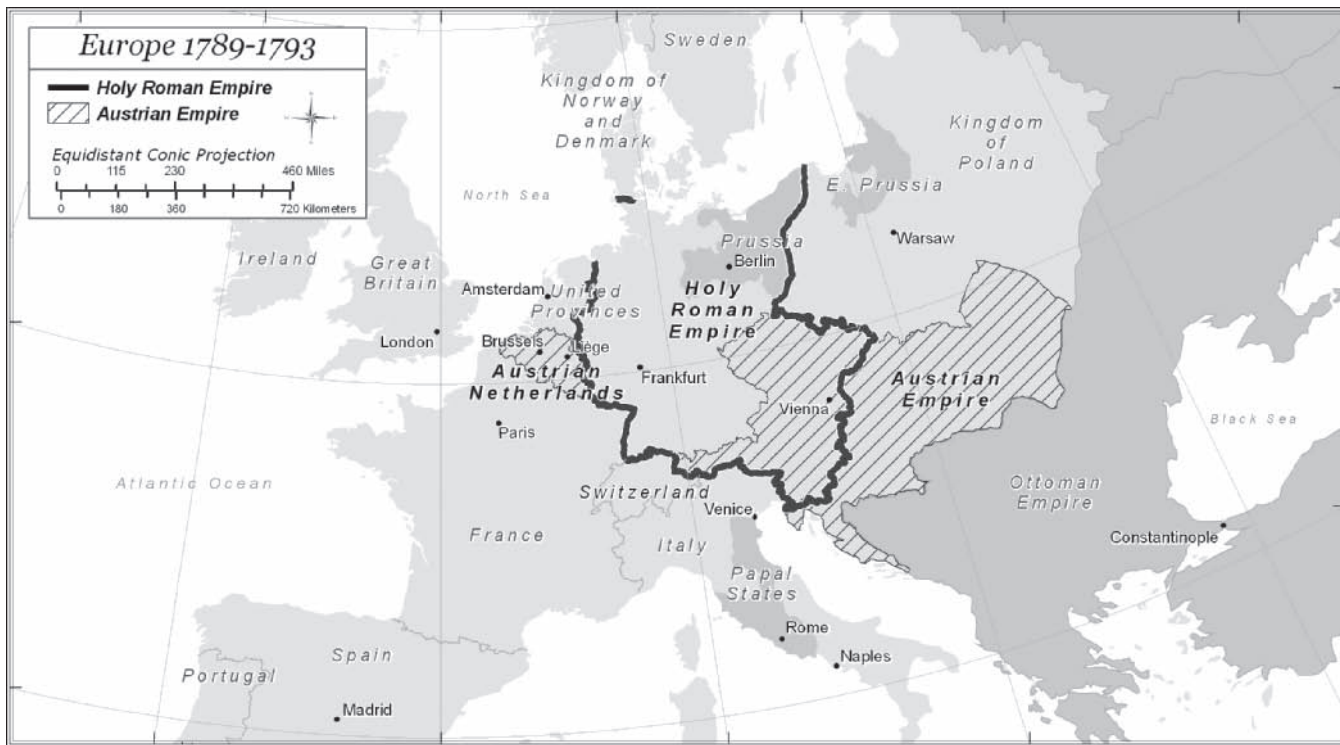 Europe 1789-1793
Holy Roman Empire
Austrian Empire
Equidistant Conic Projection
0 115 230 460 Miles
0 180 360 720 Kilometers
Sweden
Kingdom of
Norway
and
Denmark
Kingdom
of
Poland
North Sea
E. Prussia
Prussia
Warsaw
Berlin
Ireland
Great
Britain
Amsterdam
United
Provinces
Holy
Roman
Empire
London
Brussels
Liège
Austrian
Netherlands
Frankfurt
Austrian
Empire
Vienna
Paris
Black Sea
Atlantic Ocean
Switzerland
Ottoman
Empire
Venice
France
Italy
Constantinople
Papal
States
Rome
Naples
Spain
Portugal
Madrid